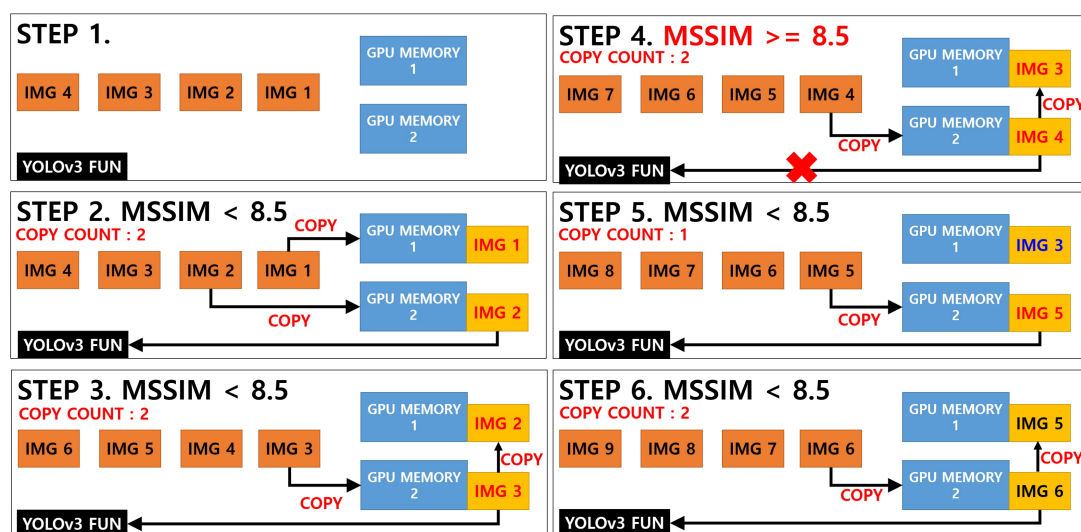 STEP 1.
GPU MEMORY
1
IMG 4
IMG 3
IMG 2
IMG 1
GPU MEMORY
2
YOLOv3 FUN
STEP 2. MSSIM < 8.5
COPY COUNT : 2
COPY
GPU MEMORY
1
IMG 1
IMG 4
IMG 3
IMG 2
IMG 1
GPU MEMORY
2
IMG 2
COPY
YOLOv3 FUN
STEP 3. MSSIM < 8.5
COPY COUNT : 2
GPU MEMORY
1
IMG 2
IMG 6
IMG 5
IMG 4
IMG 3
COPY
GPU MEMORY
2
IMG 3
COPY
YOLOv3 FUN
STEP 4. MSSIM >= 8.5
COPY COUNT : 2
GPU MEMORY
1
IMG 3
IMG 7
IMG 6
IMG 5
IMG 4
COPY
GPU MEMORY
2
IMG 4
COPY
YOLOv3 FUN
STEP 5. MSSIM < 8.5
COPY COUNT : 1
GPU MEMORY
1
IMG 3
IMG 8
IMG 7
IMG 6
IMG 5
GPU MEMORY
2
IMG 5
COPY
YOLOv3 FUN
STEP 6. MSSIM < 8.5
COPY COUNT : 2
GPU MEMORY
1
IMG 5
IMG 9
IMG 8
IMG 7
IMG 6
COPY
GPU MEMORY
2
IMG 6
COPY
YOLOv3 FUN